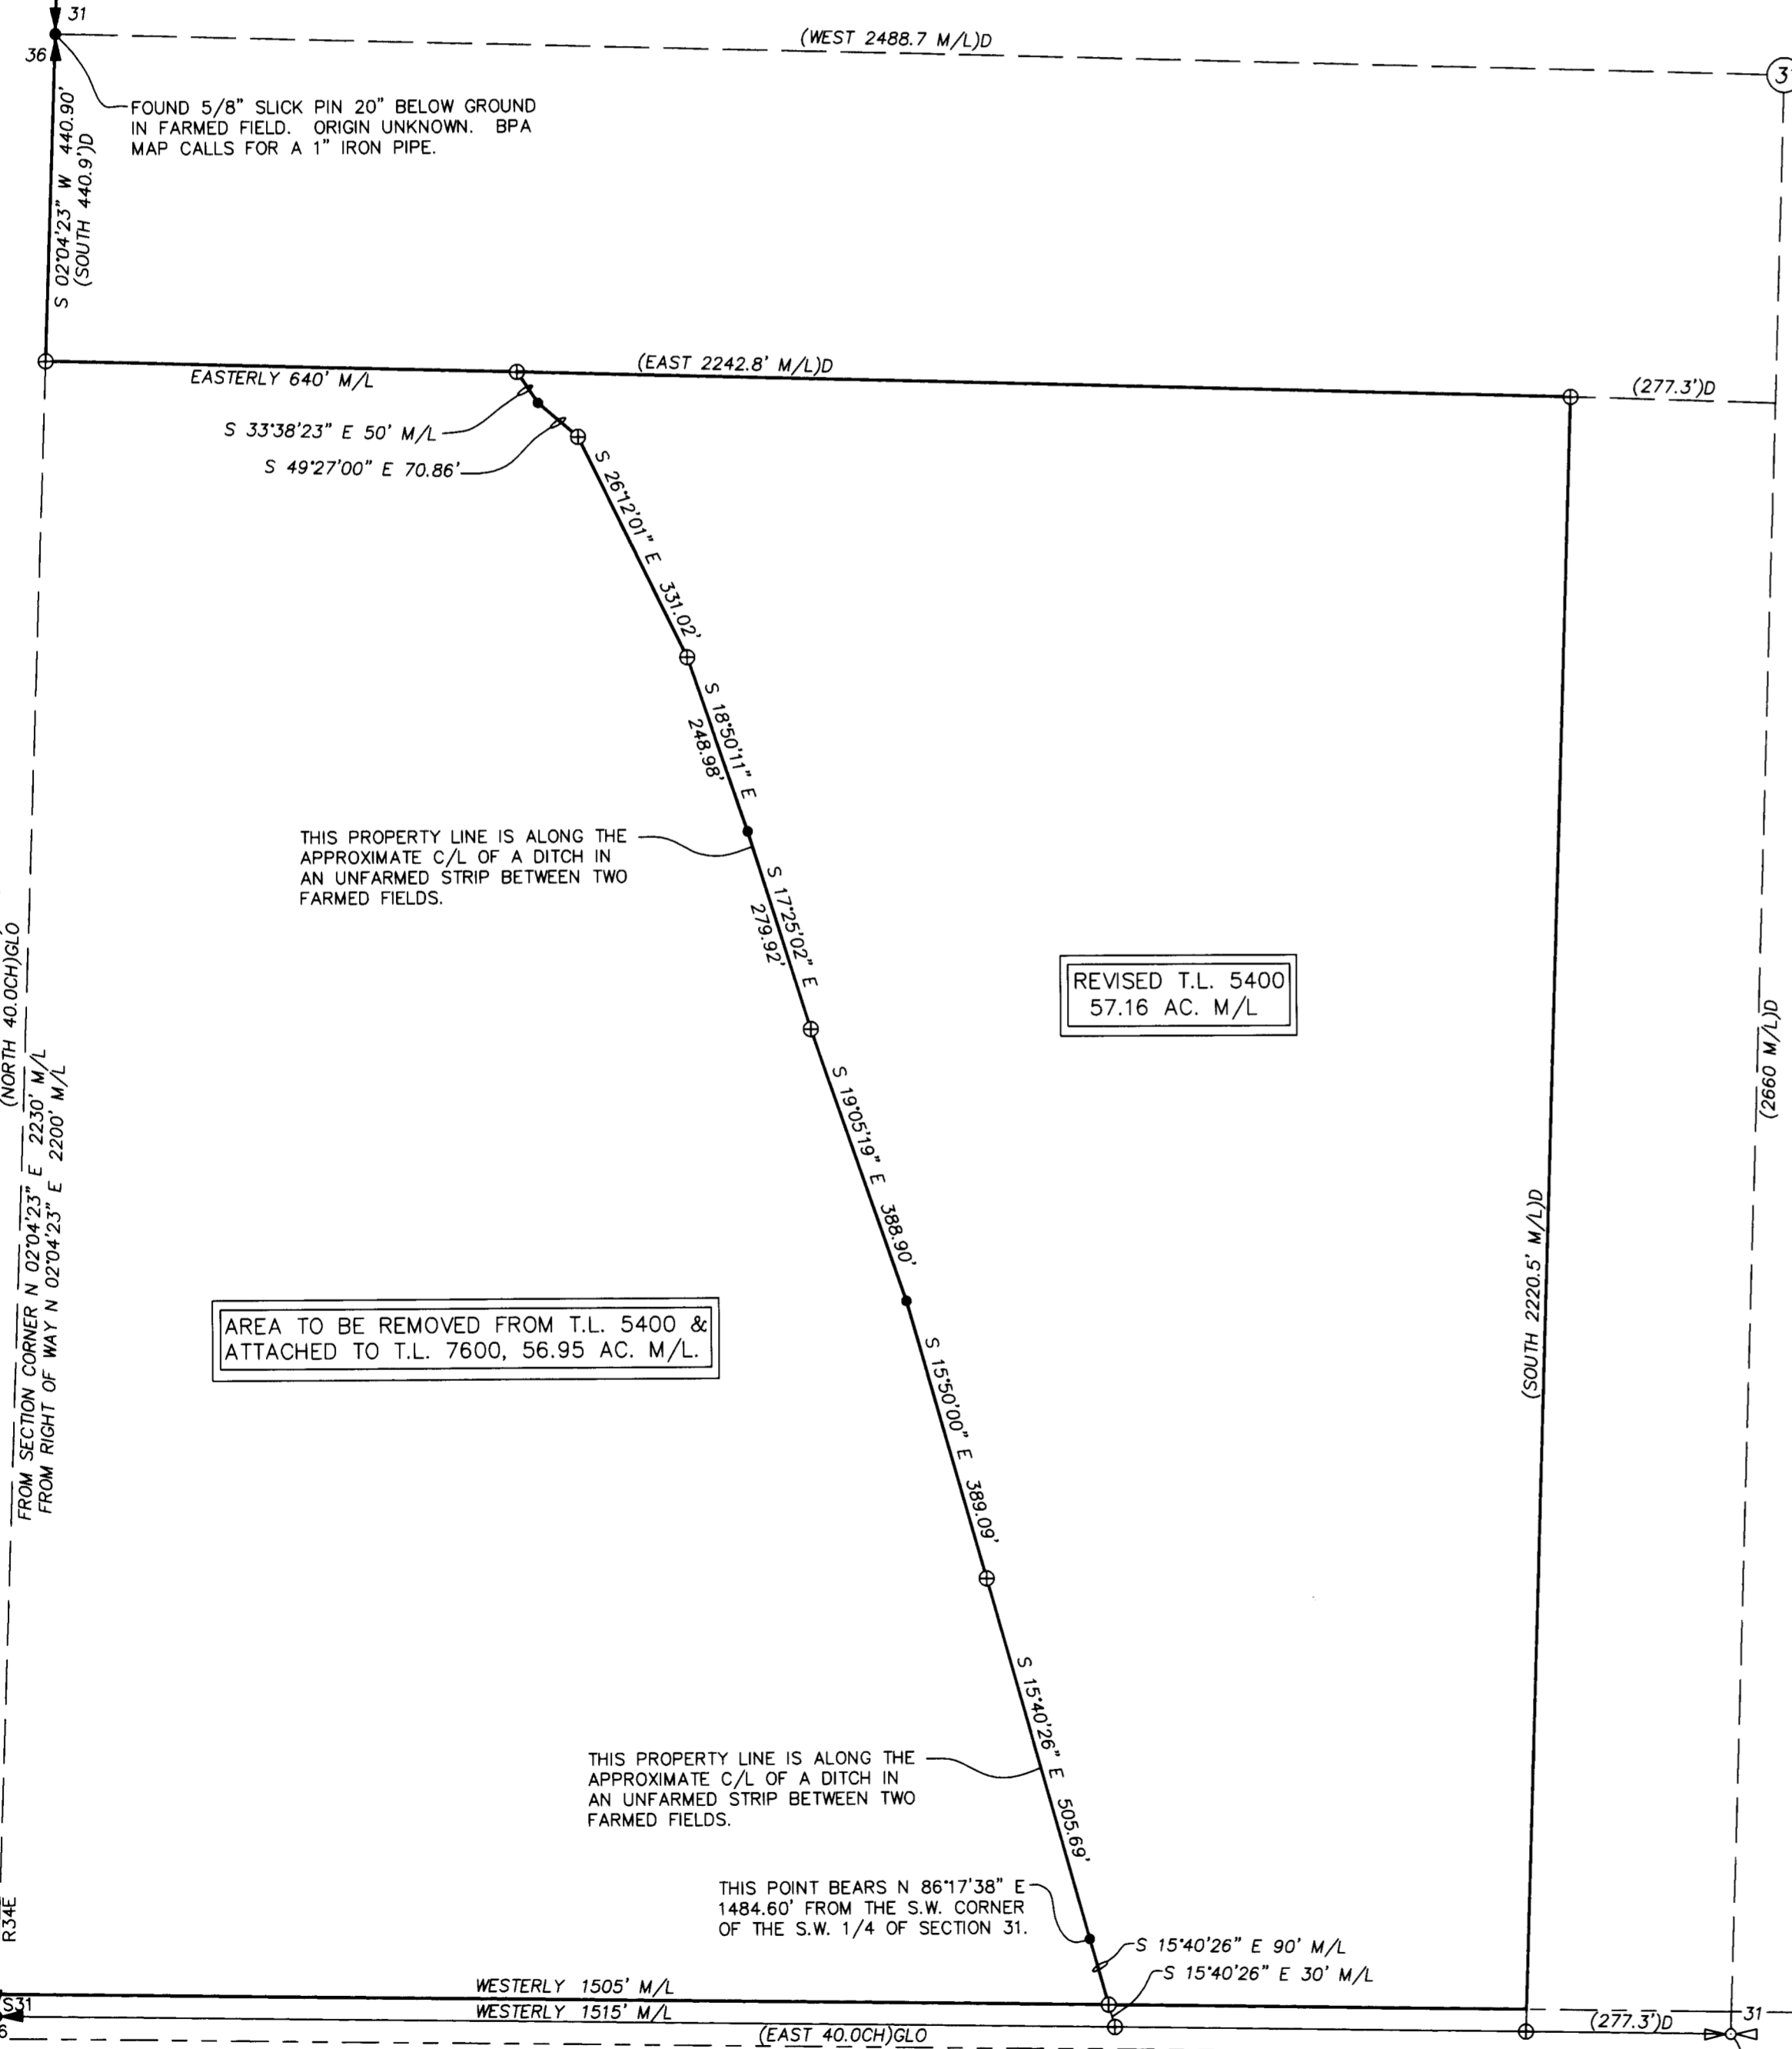 31
(WEST 2488.7 M/L)D
36
3
FOUND 5/8" SLICK PIN 20" BELOW GROUND
IN FARMED FIELD. ORIGIN UNKNOWN. BPA
MAP CALLS FOR A 1" IRON PIPE.
S 02°04'23" W 440.90'
(SOUTH 440.9')D
EASTERLY 640' M/L
(EAST 2242.8' M/L)D
(277.3')D
S 33°38'23" E 50' M/L
S 49°27'00" E 70.86'
S 26°12'01" E 331.02'
S 18°50'11" E
248.98'
THIS PROPERTY LINE IS ALONG THE
APPROXIMATE C/L OF A DITCH IN
AN UNFARMED STRIP BETWEEN TWO
FARMED FIELDS.
S 17°25'02" E
279.92'
REVISED T.L. 5400
57.16 AC. M/L
(NORTH 40.0CH)GLO
FROM SECTION CORNER N 02°04'23" E 2230' M/L
FROM RIGHT OF WAY N 02°04'23" E 2200' M/L
(2660 M/L)D
S 19°05'19" E 388.90'
(SOUTH 2220.5' M/L)D
AREA TO BE REMOVED FROM T.L. 5400 &
ATTACHED TO T.L. 7600, 56.95 AC. M/L.
S 15°50'00" E 389.09'
S 15°40'26" E 505.69'
THIS PROPERTY LINE IS ALONG THE
APPROXIMATE C/L OF A DITCH IN
AN UNFARMED STRIP BETWEEN TWO
FARMED FIELDS.
THIS POINT BEARS N 86°17'38" E
1484.60' FROM THE S.W. CORNER
OF THE S.W. 1/4 OF SECTION 31.
R34E
S 15°40'26" E 90' M/L
S 15°40'26" E 30' M/L
WESTERLY 1505' M/L
S31
WESTERLY 1515' M/L
6
(EAST 40.0CH)GLO
(277.3')D
31